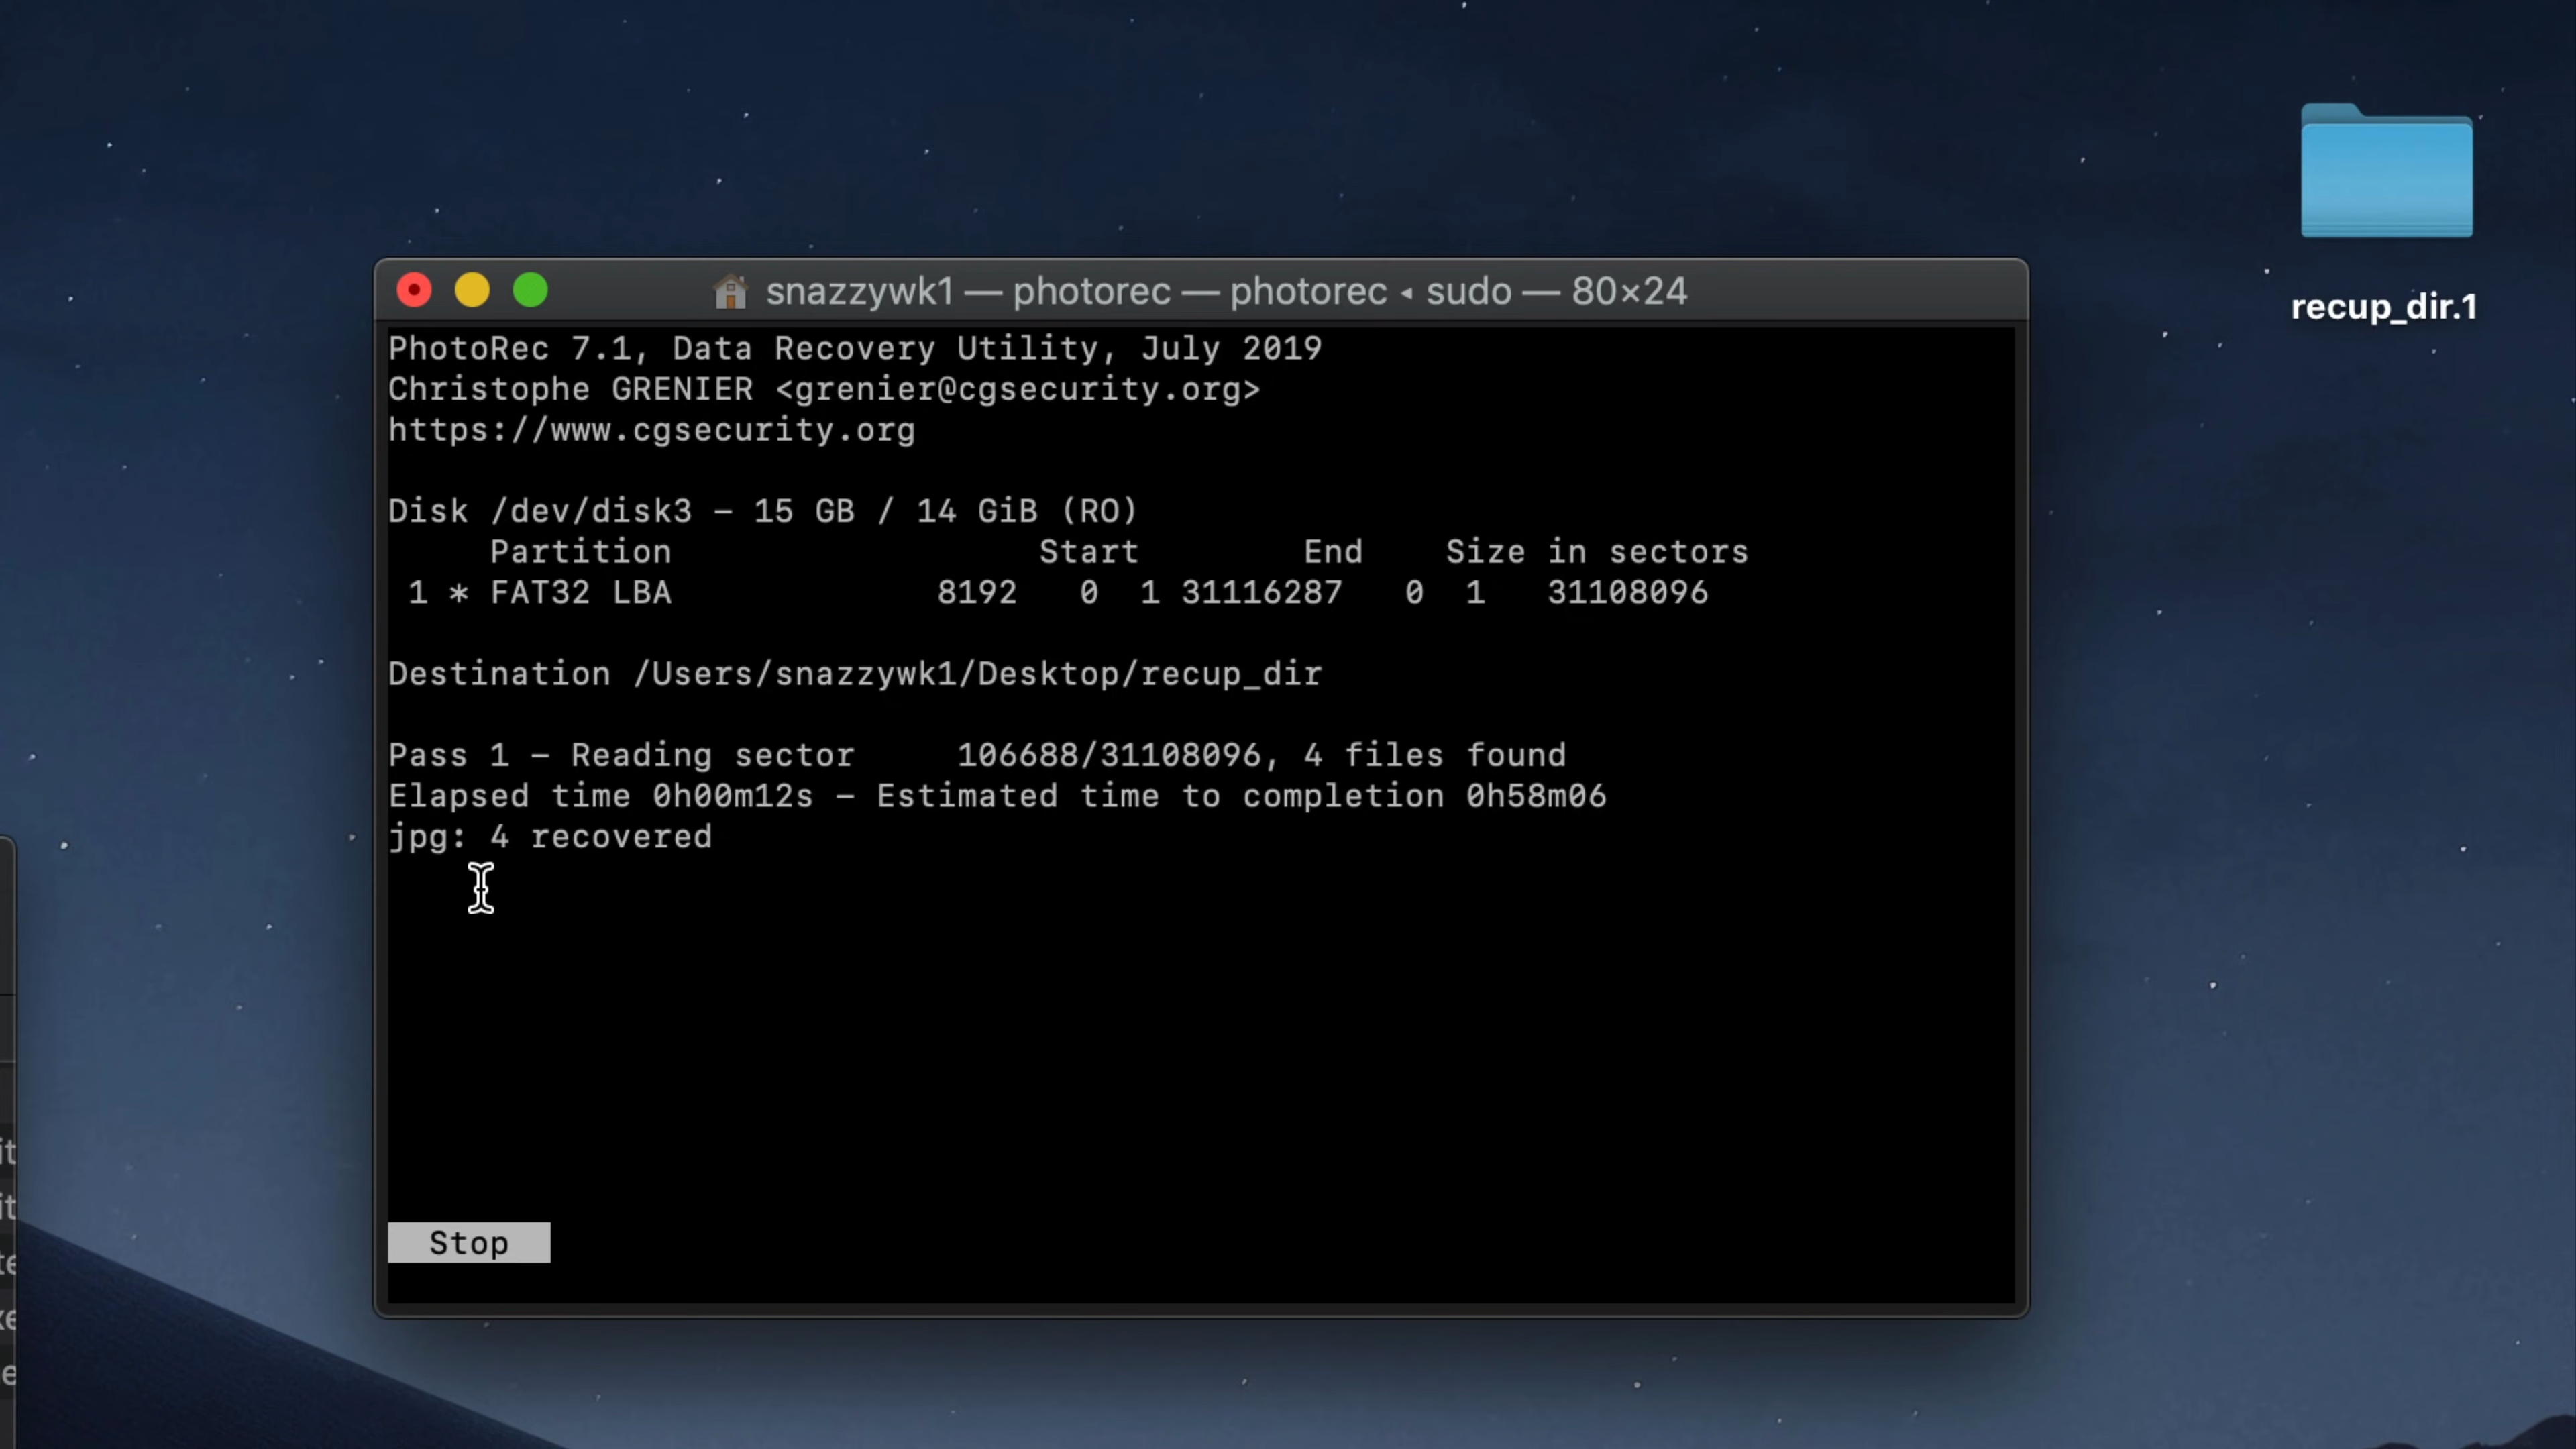 snazzywk1 — photorec — photorec ◂ sudo — 80×24
PhotoRec 7.1, Data Recovery Utility, July 2019
Christophe GRENIER <grenier@cgsecurity.org>
https://www.cgsecurity.org
Disk /dev/disk3 - 15 GB / 14 GiB (RO)
Partition Start End Size in sectors
1 * FAT32 LBA 8192 0 1 31116287 0 1 31108096
Destination /Users/snazzywk1/Desktop/recup_dir
Pass 1 - Reading sector 106688/31108096, 4 files found
Elapsed time 0h00m12s - Estimated time to completion 0h58m06
jpg: 4 recovered
Stop
recup_dir.1